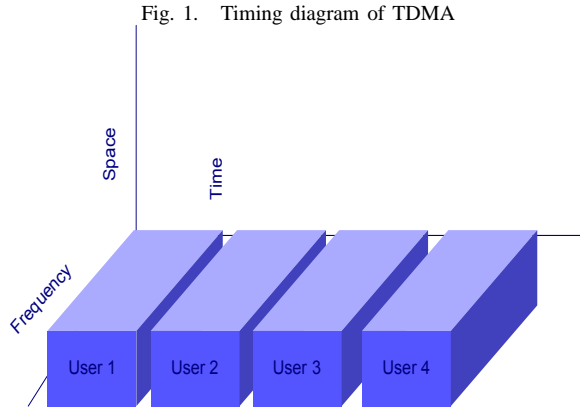 Fig. 1. Timing diagram of TDMA
Space
Time
Frequency
User 1
User 2
User 3
User 4